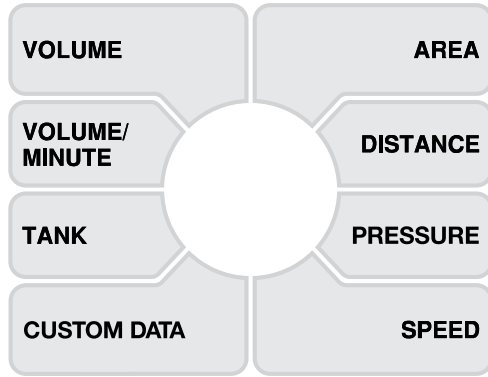 VOLUME
AREA
VOLUME/
MINUTE
DISTANCE
TANK
PRESSURE
CUSTOM DATA
SPEED